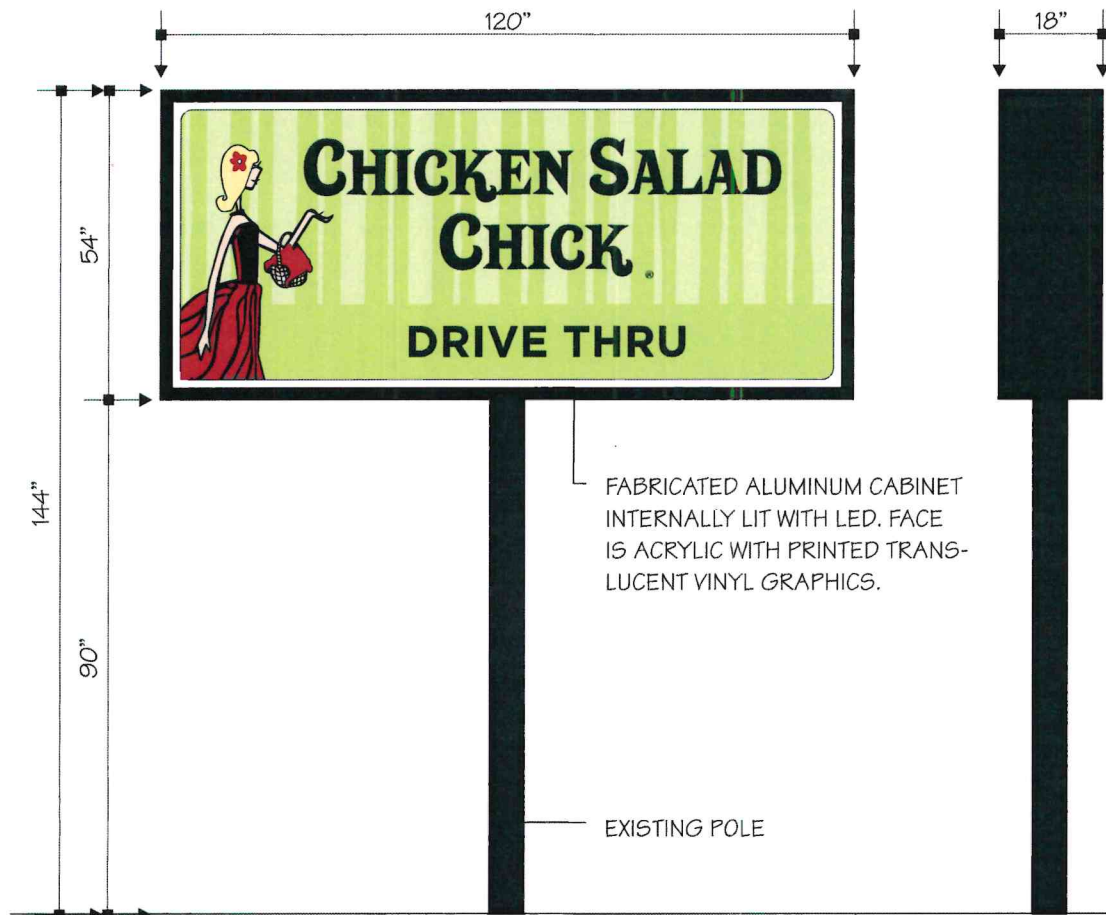 120”
18”
CHICKEN SALAD
CHICK®
DRIVE THRU
54”
144”
90”
FABRICATED ALUMINUM CABINET
INTERNALLY LIT WITH LED. FACE
IS ACRYLIC WITH PRINTED TRANS-
LUCENT VINYL GRAPHICS.
EXISTING POLE